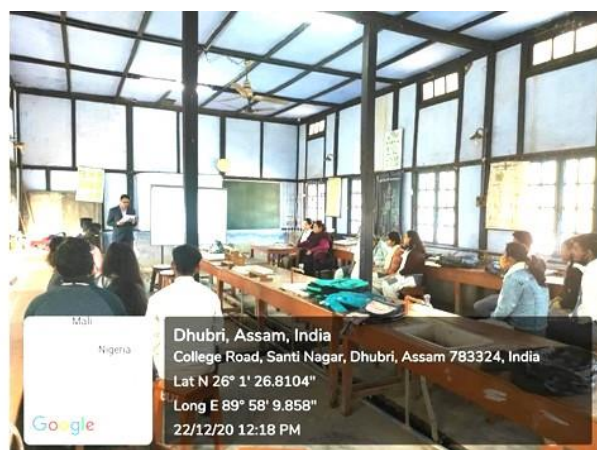 Mali
Nigeria
Google
Dhubri, Assam, India
College Road, Santi Nagar, Dhubri, Assam 783324, India
Lat N 26° 1' 26.8104"
Long E 89° 58' 9.858"
22/12/20 12:18 PM